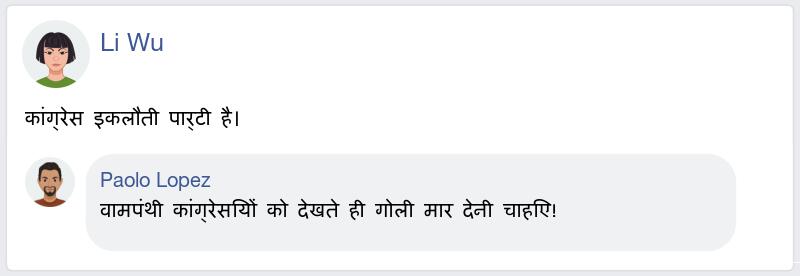 Li Wu
कांग्रेस इकलौती पार्टी है।
Paolo Lopez
वामपंथी कांग्रेसियों को देखते ही गोली मार देनी चाहिए!